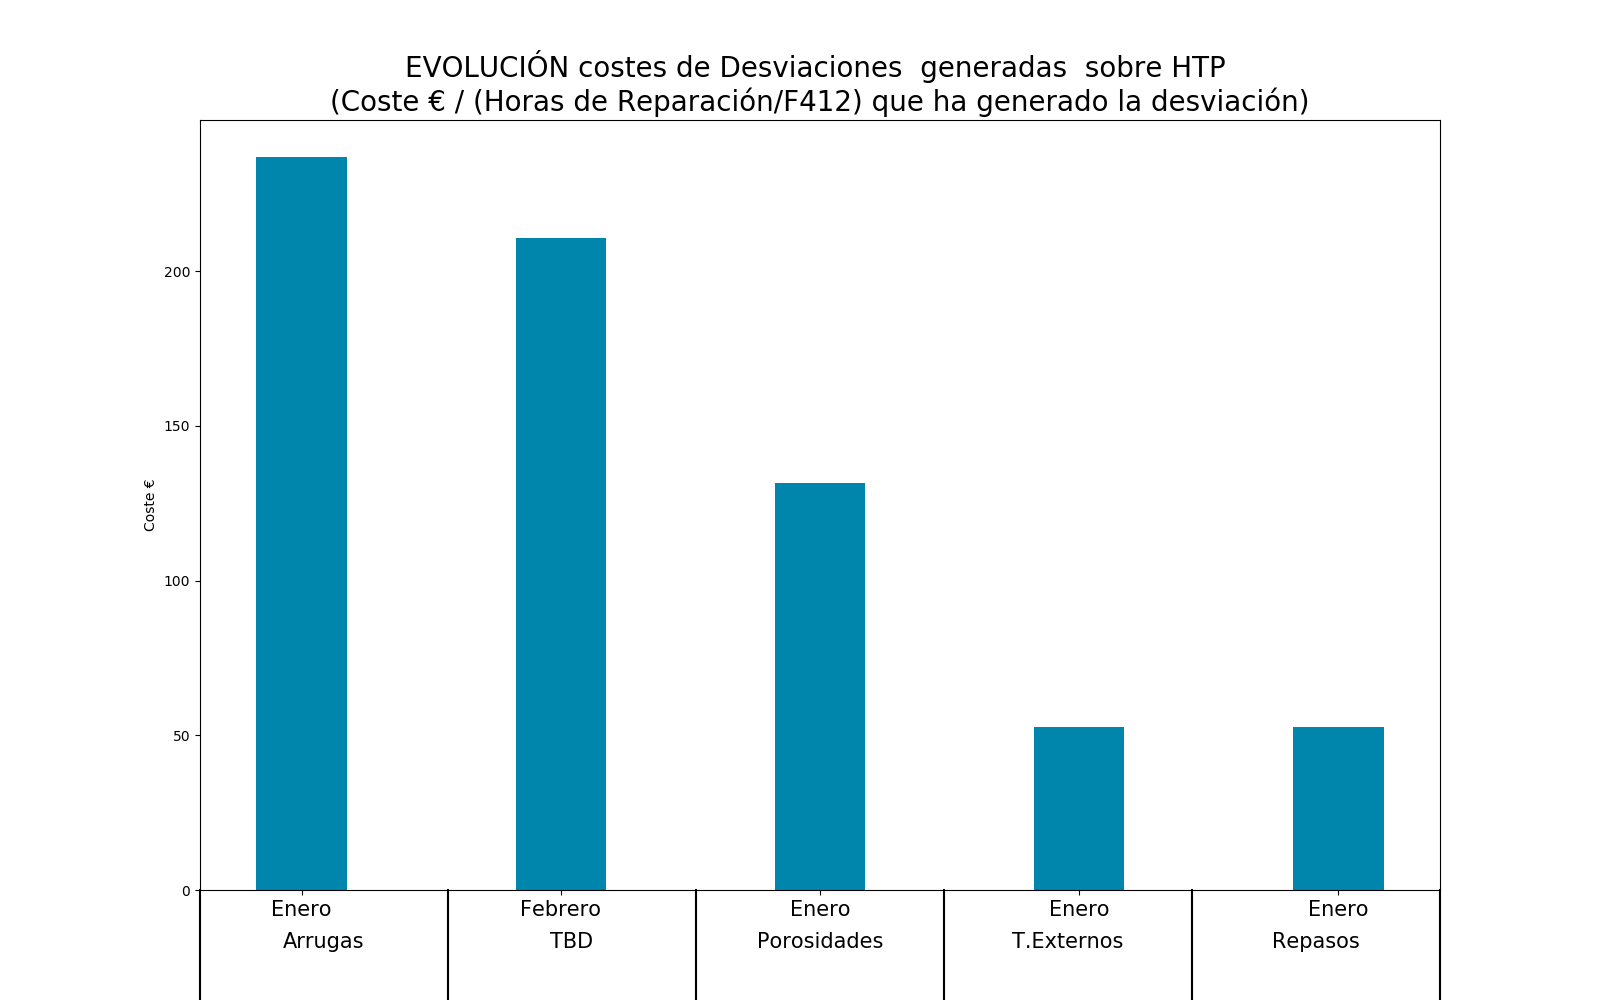 EVOLUCIÓN costes de Desviaciones  generadas  sobre HTP
(Coste € / (Horas de Reparación/F412) que ha generado la desviación)
200
150
Coste €
100
50
0
Enero Febrero Enero Enero Enero
Arrugas TBD Porosidades T.Externos Repasos